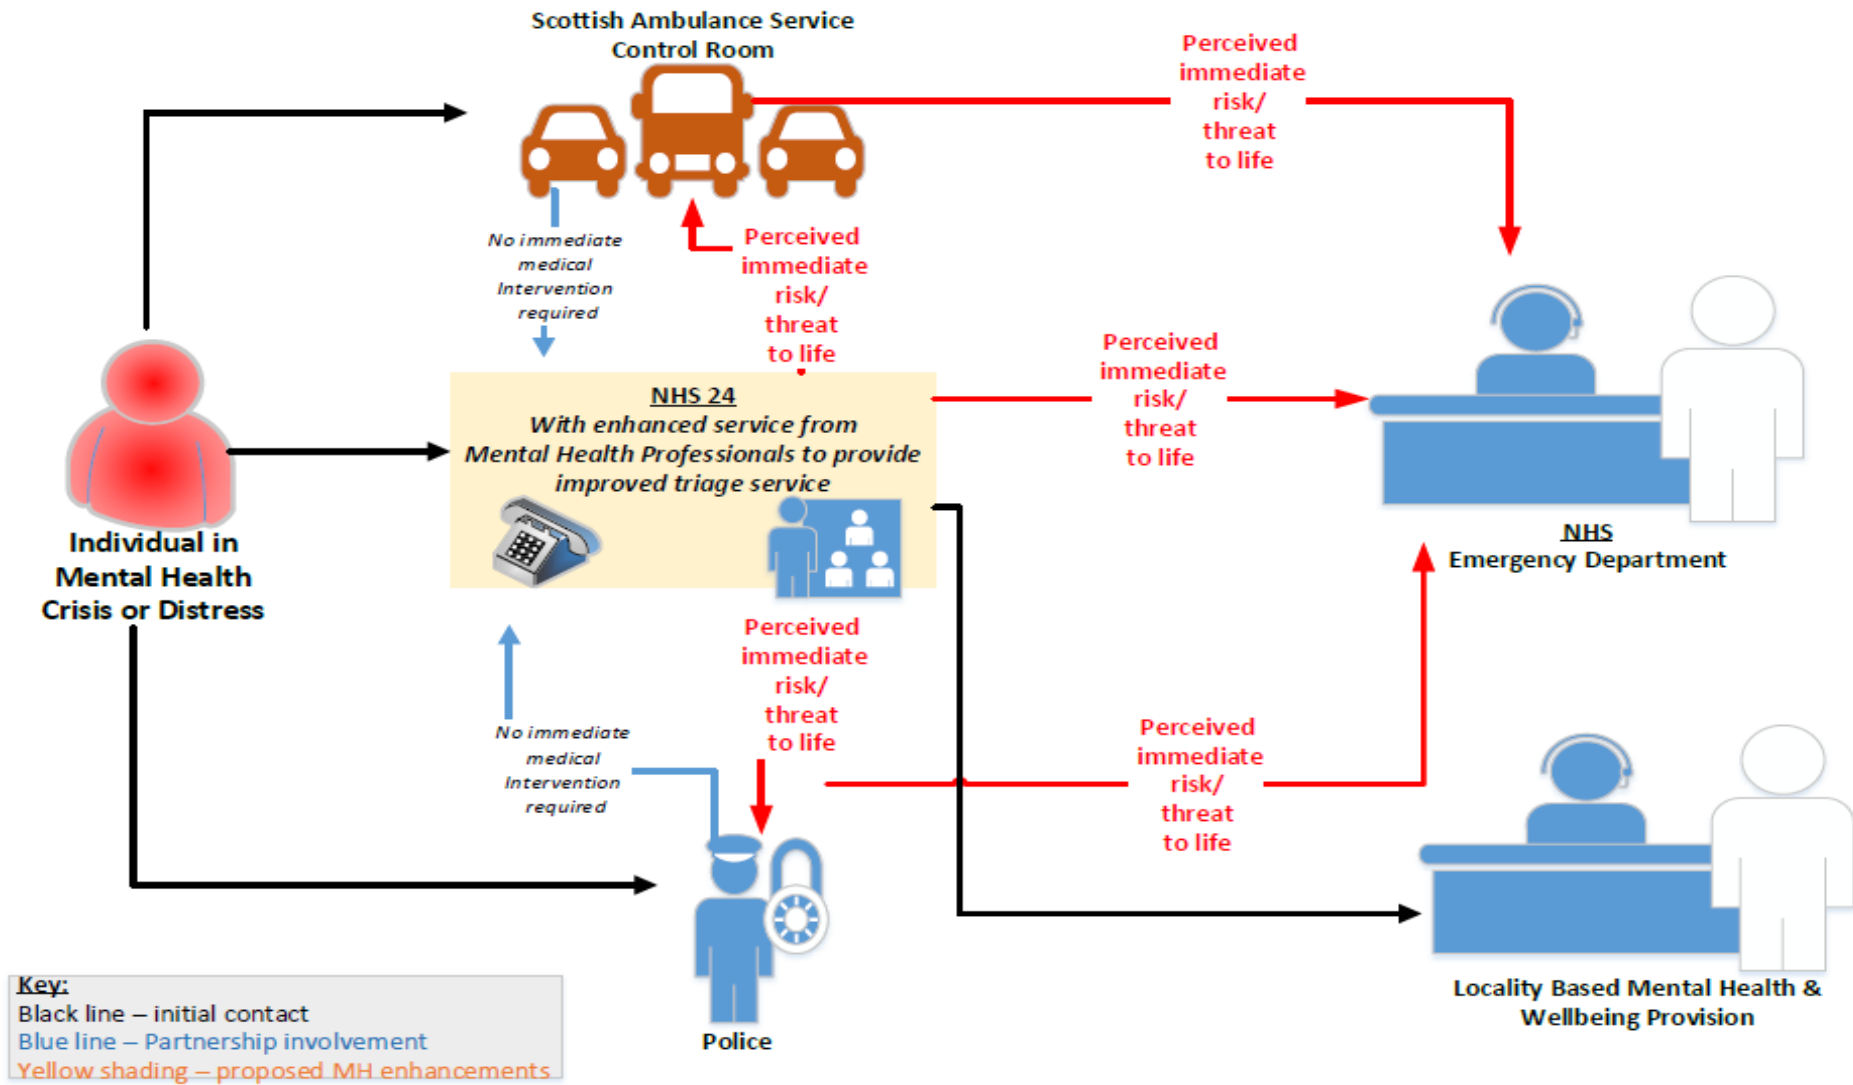 Scottish Ambulance Service
Control Room
Perceived
immediate
risk/
threat
to life
No immediate
medical
Intervention
required
Perceived
immediate
risk/
threat
to life
NHS 24
With enhanced service from
Mental Health Professionals to provide
improved triage service
Perceived
immediate
risk/
threat
to life
Individual in
Mental Health
Crisis or Distress
NHS
Emergency Department
Perceived
immediate
risk/
threat
to life
No immediate
medical
Intervention
required
Perceived
immediate
risk/
threat
to life
Police
Locality Based Mental Health &
Wellbeing Provision
Key:
Black line – initial contact
Blue line – Partnership involvement
Yellow shading – proposed MH enhancements